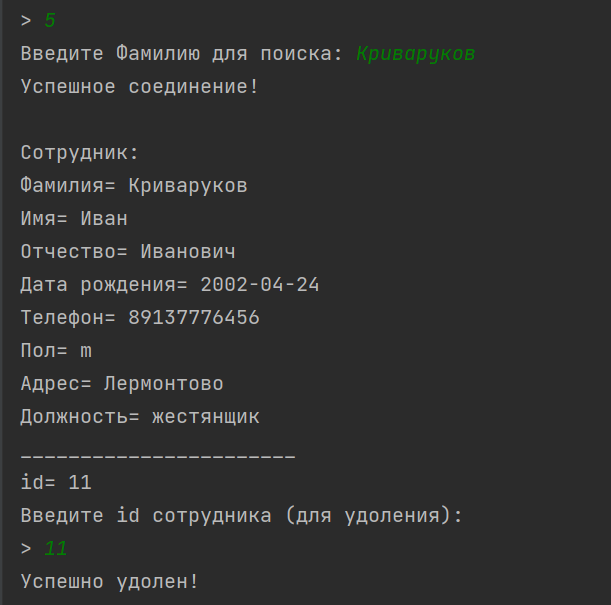 > 5
Введите Фамилию для поиска: Криваруков
Успешное соединение!
Сотрудник:
Фамилия= Криваруков
Имя= Иван
Отчество= Иванович
Дата рождения= 2002-04-24
Телефон= 89137776456
Пол= m
Адрес= Лермонтово
Должность= жестянщик
_______________________
id= 11
Введите id сотрудника (для удоления):
> 11
Успешно удолен!